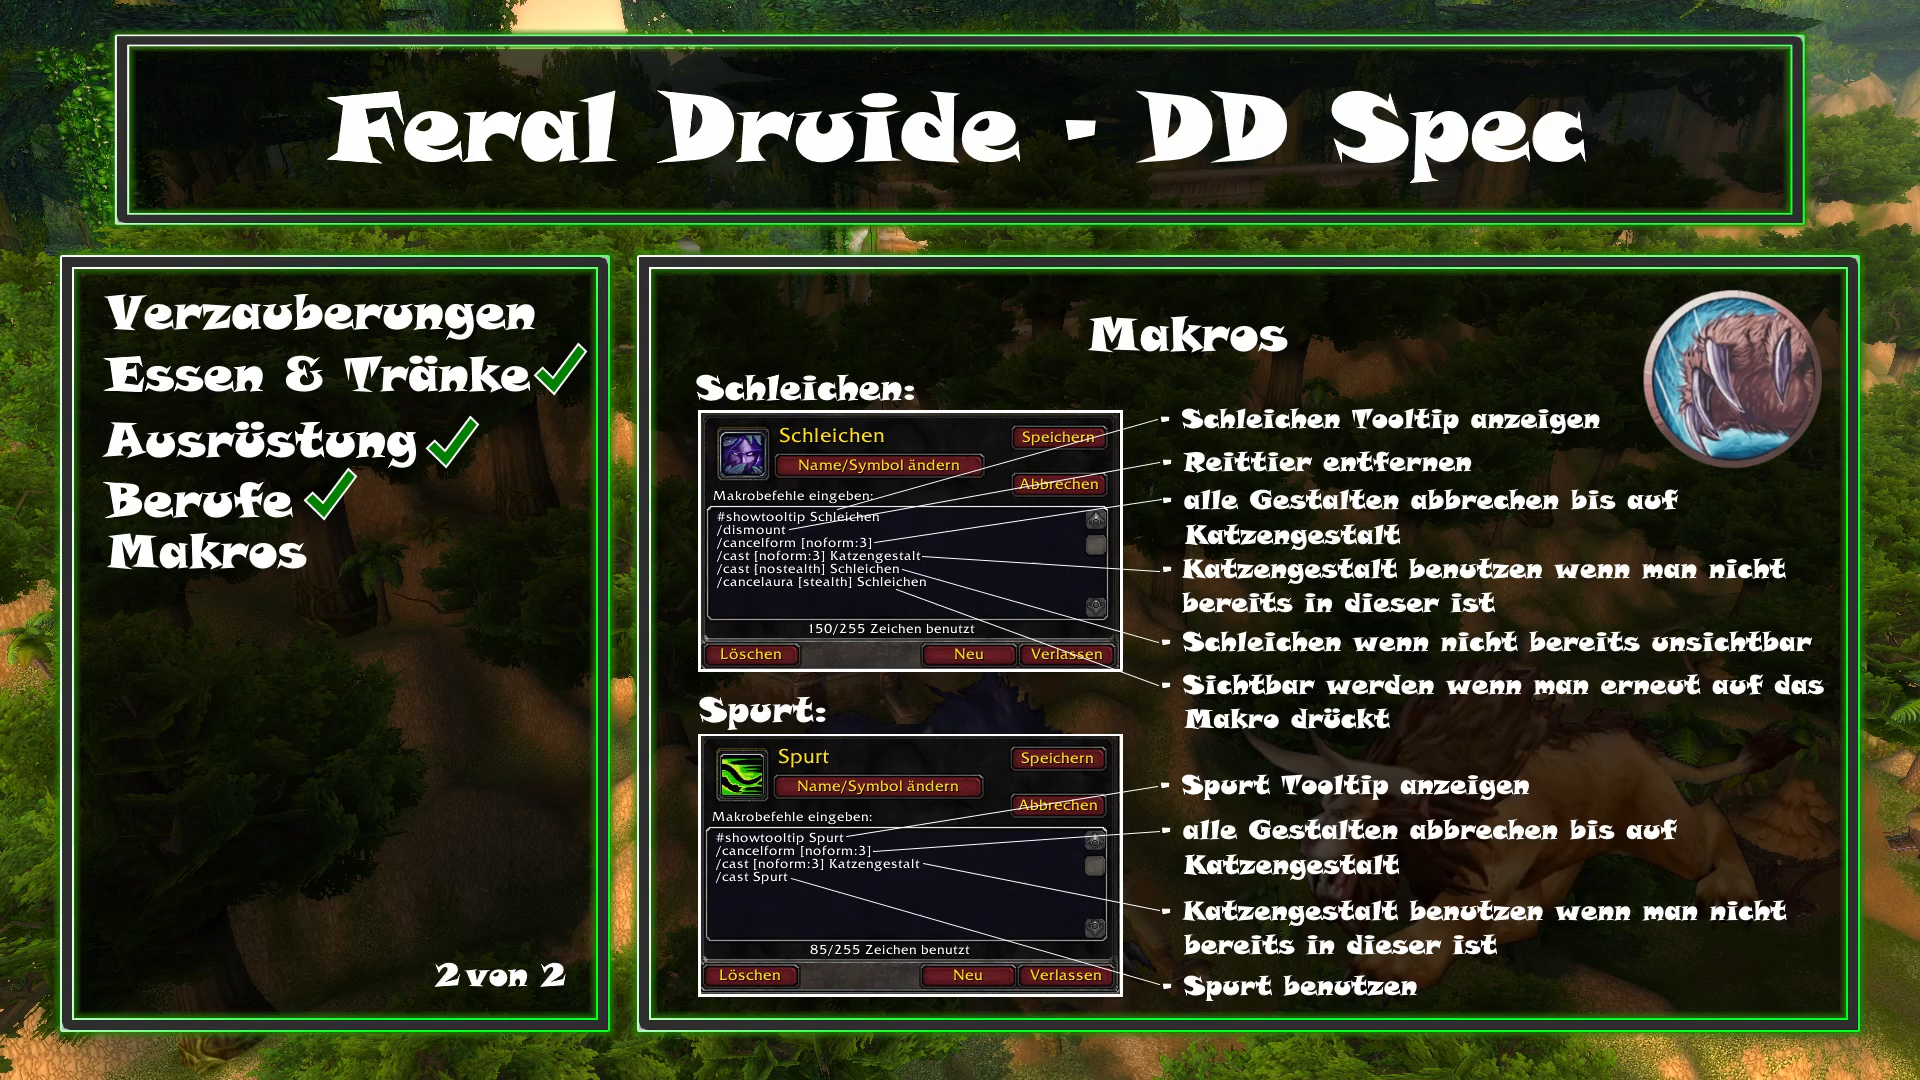 Feral Druide - DD Spec
Verzauberungen
Essen & Tränke
Ausrüstung
Berufe
Makros
2 von 2
Makros
Schleichen:
Schleichen
Speichern
Name/Symbol ändern
Abbrechen
Makrobefehle eingeben:
#showtooltip Schleichen
/dismount
/cancelform [noform:3]
/cast [noform:3] Katzengestalt
/cast [nostealth] Schleichen
/cancelaura [stealth] Schleichen
150/255 Zeichen benutzt
Löschen
Neu
Verlassen
- Schleichen Tooltip anzeigen
- Reittier entfernen
- alle Gestalten abbrechen bis auf
Katzengestalt
- Katzengestalt benutzen wenn man nicht
bereits in dieser ist
- Schleichen wenn nicht bereits unsichtbar
- Sichtbar werden wenn man erneut auf das
Makro drückt
Spurt:
Spurt
Speichern
Name/Symbol ändern
Abbrechen
Makrobefehle eingeben:
#showtooltip Spurt
/cancelform [noform:3]
/cast [noform:3] Katzengestalt
/cast Spurt
85/255 Zeichen benutzt
Löschen
Neu
Verlassen
- Spurt Tooltip anzeigen
- alle Gestalten abbrechen bis auf
Katzengestalt
- Katzengestalt benutzen wenn man nicht
bereits in dieser ist
- Spurt benutzen